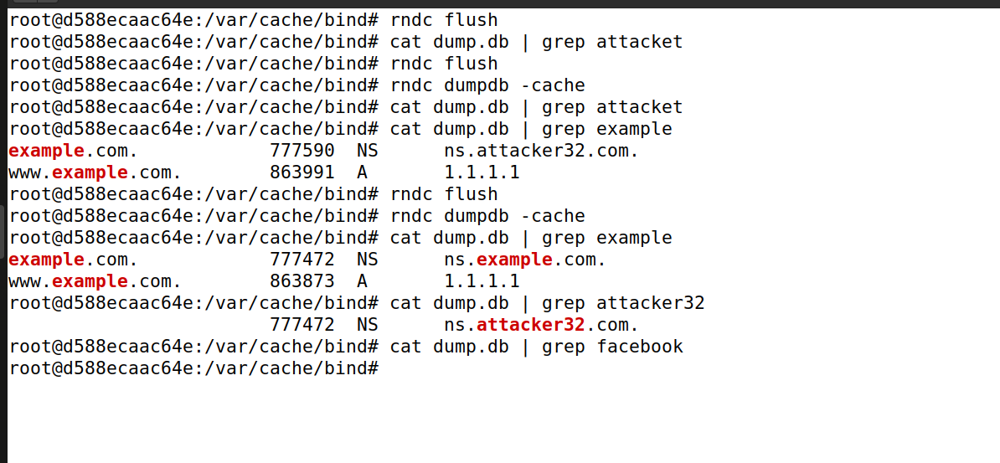 root@d588ecaac64e:/var/cache/bind# rndc flush
root@d588ecaac64e:/var/cache/bind# cat dump.db | grep attacket
root@d588ecaac64e:/var/cache/bind# rndc flush
root@d588ecaac64e:/var/cache/bind# rndc dumpdb -cache
root@d588ecaac64e:/var/cache/bind# cat dump.db | grep attacket
root@d588ecaac64e:/var/cache/bind# cat dump.db | grep example
example.com.            777590  NS      ns.attacker32.com.
www.example.com.        863991  A       1.1.1.1
root@d588ecaac64e:/var/cache/bind# rndc flush
root@d588ecaac64e:/var/cache/bind# rndc dumpdb -cache
root@d588ecaac64e:/var/cache/bind# cat dump.db | grep example
example.com.            777472  NS      ns.example.com.
www.example.com.        863873  A       1.1.1.1
root@d588ecaac64e:/var/cache/bind# cat dump.db | grep attacker32
                        777472  NS      ns.attacker32.com.
root@d588ecaac64e:/var/cache/bind# cat dump.db | grep facebook
root@d588ecaac64e:/var/cache/bind#